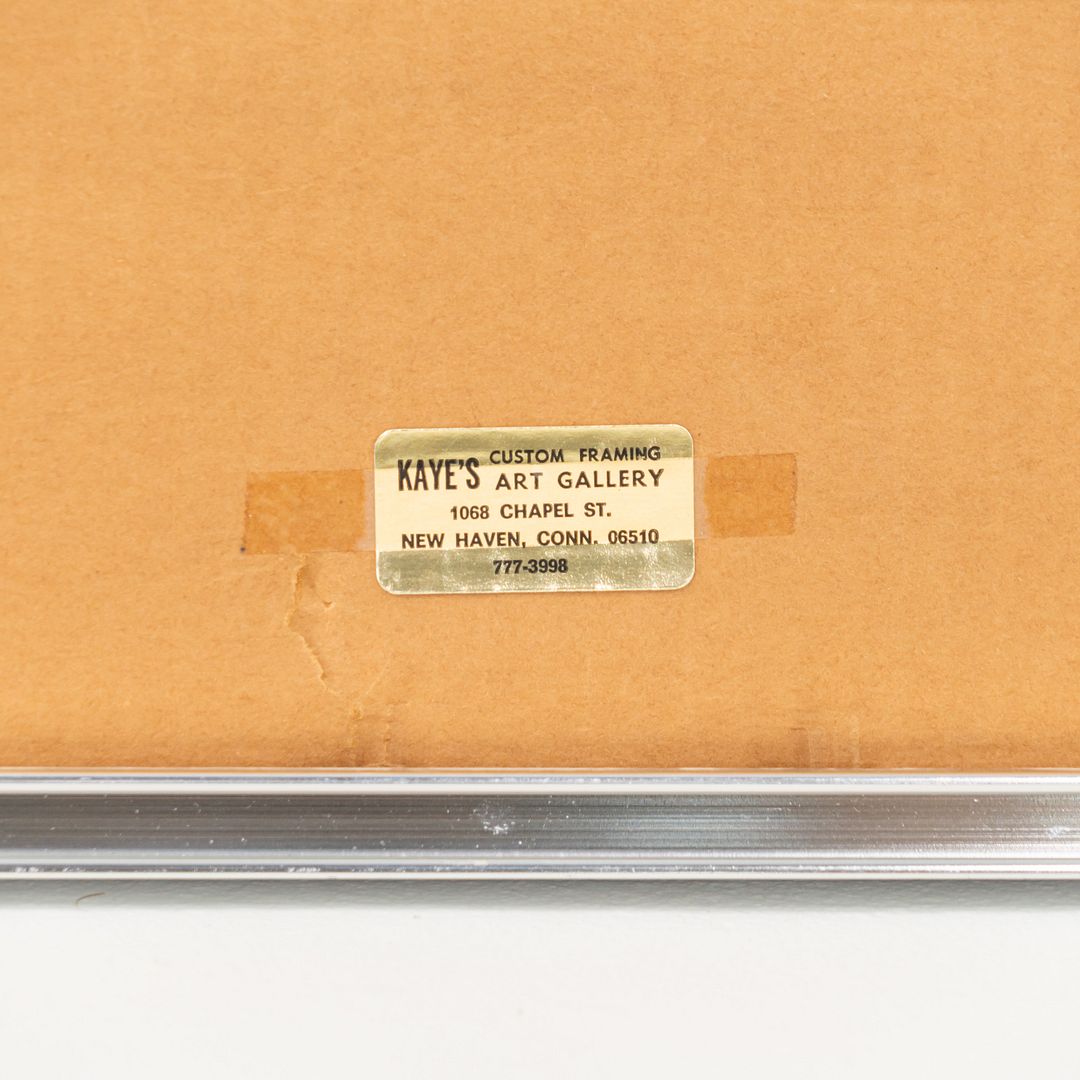 KAYE'S CUSTOM FRAMING
ART GALLERY
1068 CHAPEL ST.
NEW HAVEN, CONN. 06510
777-3998